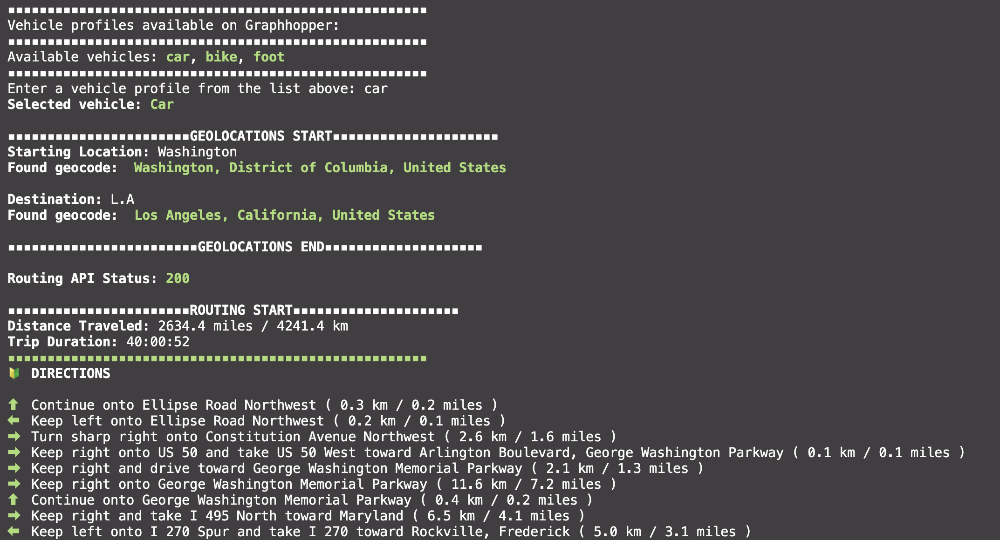 Vehicle profiles available on Graphhopper:
Available vehicles: car, bike, foot
Enter a vehicle profile from the list above: car
Selected vehicle: Car
GEOLOCATIONS START
Starting Location: Washington
Found geocode:  Washington, District of Columbia, United States
Destination: L.A
Found geocode:  Los Angeles, California, United States
GEOLOCATIONS END
Routing API Status: 200
ROUTING START
Distance Traveled: 2634.4 miles / 4241.4 km
Trip Duration: 40:00:52
DIRECTIONS
Continue onto Ellipse Road Northwest ( 0.3 km / 0.2 miles )
Keep left onto Ellipse Road Northwest ( 0.2 km / 0.1 miles )
Turn sharp right onto Constitution Avenue Northwest ( 2.6 km / 1.6 miles )
Keep right onto US 50 and take US 50 West toward Arlington Boulevard, George Washington Parkway ( 0.1 km / 0.1 miles )
Keep right and drive toward George Washington Memorial Parkway ( 2.1 km / 1.3 miles )
Keep right onto George Washington Memorial Parkway ( 11.6 km / 7.2 miles )
Continue onto George Washington Memorial Parkway ( 0.4 km / 0.2 miles )
Keep right and take I 495 North toward Maryland ( 6.5 km / 4.1 miles )
Keep left onto I 270 Spur and take I 270 toward Rockville, Frederick ( 5.0 km / 3.1 miles )